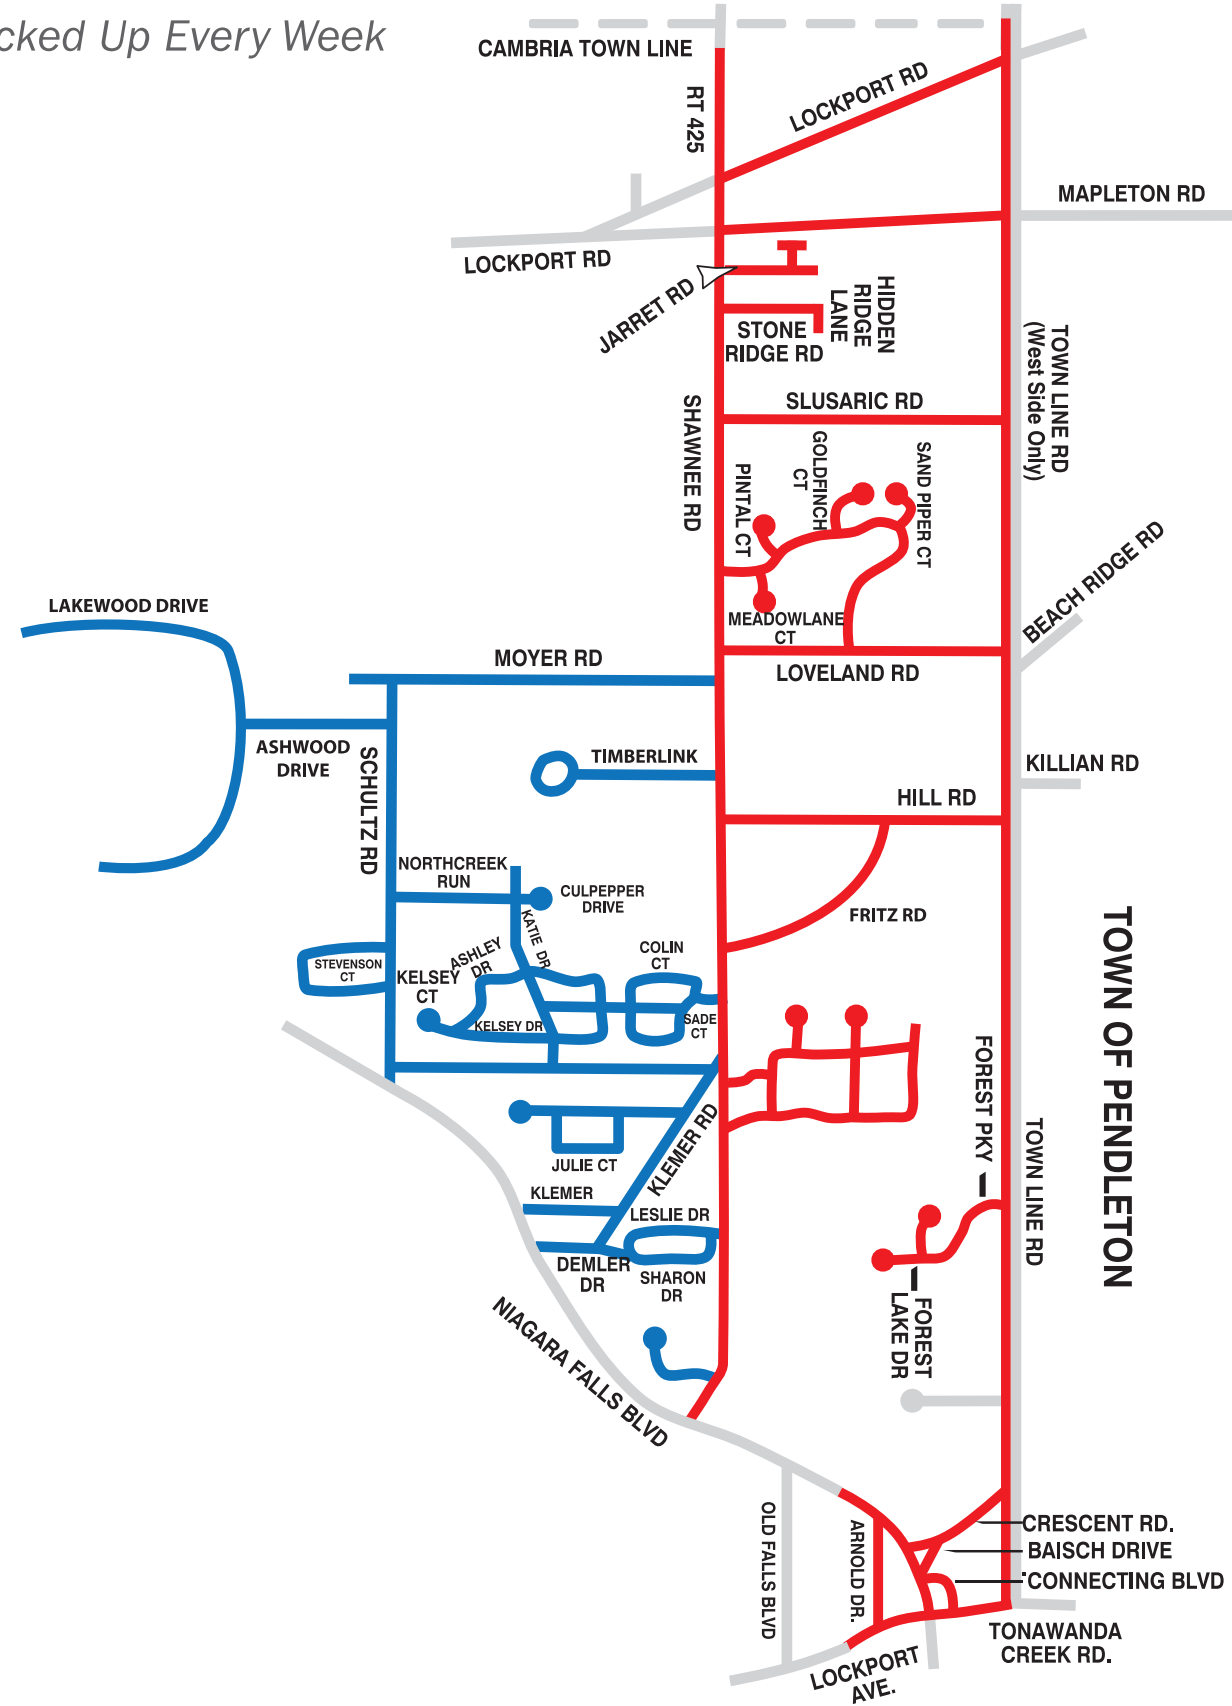 cked Up Every Week
CAMBRIA TOWN LINE
RT 425
LOCKPORT RD
MAPLETON RD
LOCKPORT RD
JARRET RD
HIDDEN
RIDGE
LANE
STONE
RIDGE RD
TOWN LINE RD
(West Side Only)
SLUSARIC RD
SHAWNEE RD
PINTAL CT
GOLDFINCH
CT
SAND PIPER CT
BEACH RIDGE RD
LAKEWOOD DRIVE
MEADOWLANE
CT
MOYER RD
LOVELAND RD
ASHWOOD
DRIVE
SCHULTZ RD
TIMBERLINK
KILLIAN RD
HILL RD
NORTHCREEK
RUN
CULPEPPER
DRIVE
KATIE DR
FRITZ RD
STEVENSON
CT
KELSEY
CT
ASHLEY
DR
COLIN
CT
KELSEY DR
SADE
CT
TOWN OF PENDLETON
FOREST PKY
KLEMER RD
JULIE CT
TOWN LINE RD
KLEMER
LESLIE DR
DEMLER
DR
SHARON
DR
FOREST
LAKE DR
NIAGARA FALLS BLVD
OLD FALLS BLVD
ARNOLD DR.
CRESCENT RD.
BAISCH DRIVE
CONNECTING BLVD
TONAWANDA
CREEK RD.
LOCKPORT
AVE.